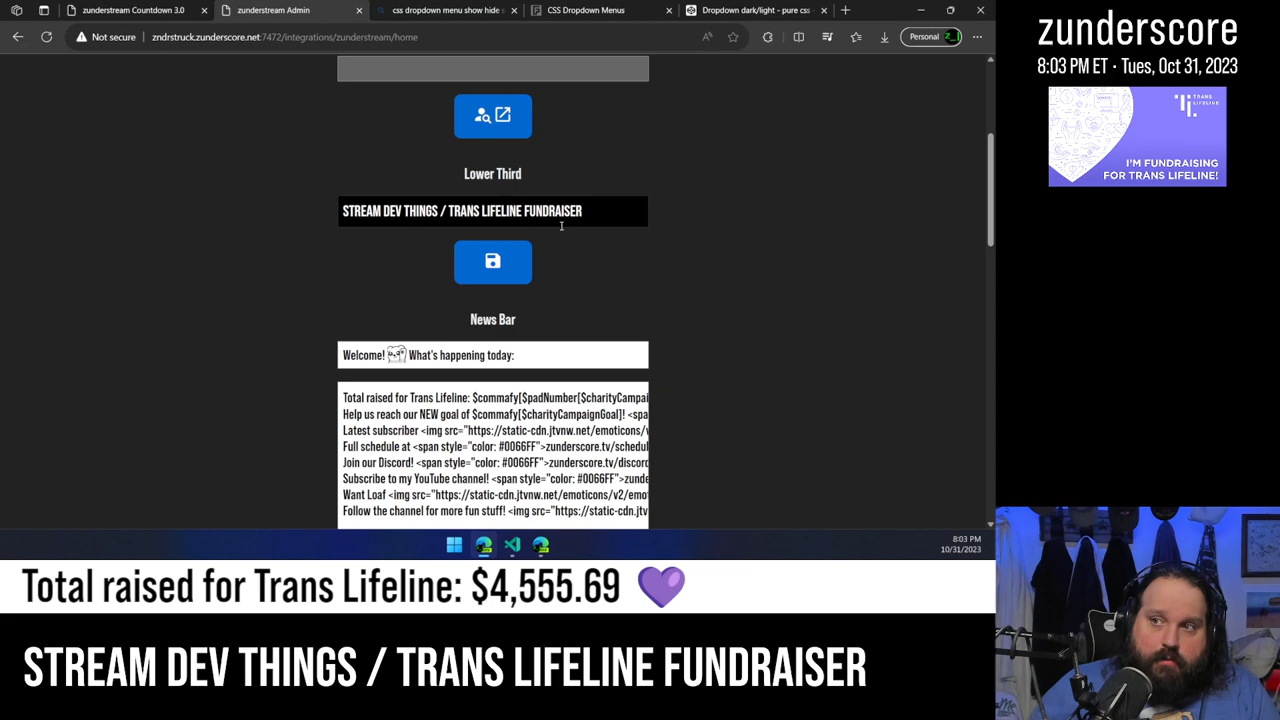 zunderstream Countdown 3.0
zunderstream Admin
css dropdown menu show hide
CSS Dropdown Menus
Dropdown dark/light - pure css
Not secure
zndrstruck.zunderscore.net:7472/integrations/zunderstream/home
Personal
Lower Third
STREAM DEV THINGS / TRANS LIFELINE FUNDRAISER
News Bar
Welcome! What's happening today:
Total raised for Trans Lifeline: $commafy[$padNumber[$charityCampai
Help us reach our NEW goal of $commafy[$charityCampaignGoal]! <spa
Latest subscriber <img src="https://static-cdn.jtvnw.net/emoticons/v
Full schedule at <span style="color: #0066FF">zunderscore.tv/schedul
Join our Discord! <span style="color: #0066FF">zunderscore.tv/discord
Subscribe to my YouTube channel! <span style="color: #0066FF">zunde
Want Loaf <img src="https://static-cdn.jtvnw.net/emoticons/v2/emot
Follow the channel for more fun stuff! <img src="https://static-cdn.jtv
8:03 PM
10/31/2023
zunderscore
8:03 PM ET · Tues, Oct 31, 2023
TRANS
LIFELINE
I'M FUNDRAISING
FOR TRANS LIFELINE!
Total raised for Trans Lifeline: $4,555.69 💜
STREAM DEV THINGS / TRANS LIFELINE FUNDRAISER